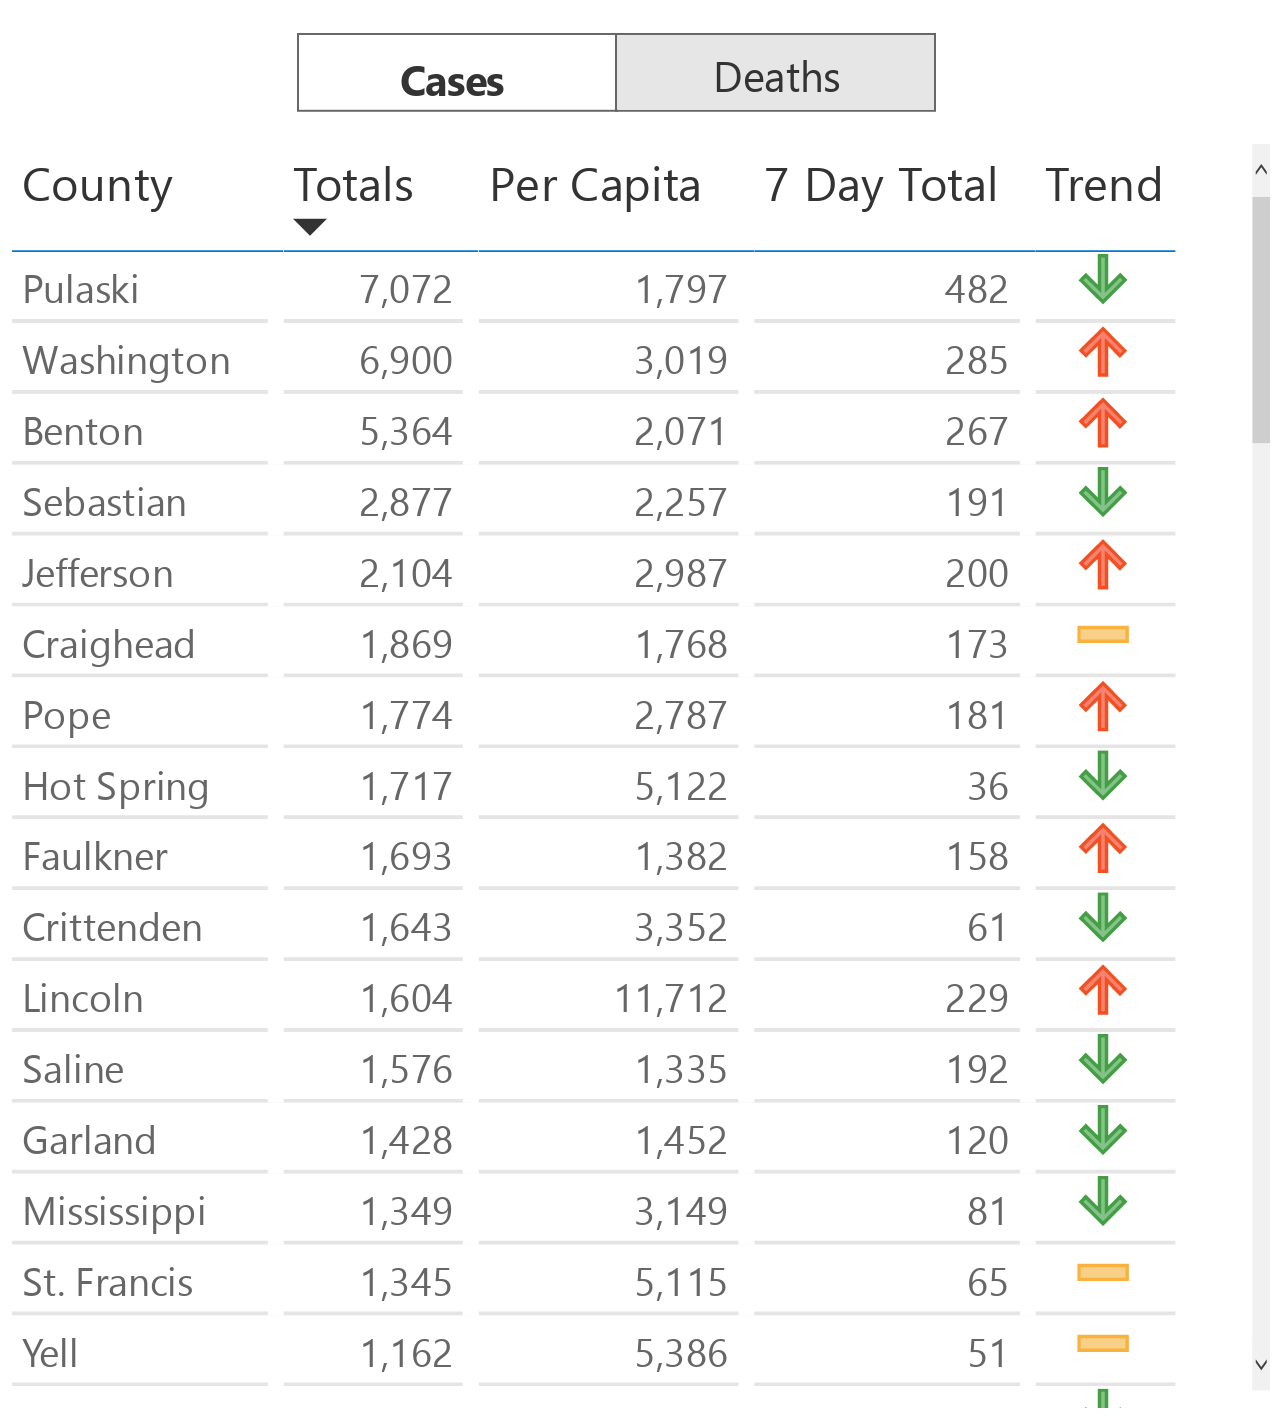 Cases Deaths
County Totals Per Capita 7 Day Total Trend
Pulaski 7,072 1,797 482
Washington 6,900 3,019 285
Benton 5,364 2,071 267
Sebastian 2,877 2,257 191
Jefferson 2,104 2,987 200
Craighead 1,869 1,768 173
Pope 1,774 2,787 181
Hot Spring 1,717 5,122 36
Faulkner 1,693 1,382 158
Crittenden 1,643 3,352 61
Lincoln 1,604 11,712 229
Saline 1,576 1,335 192
Garland 1,428 1,452 120
Mississippi 1,349 3,149 81
St. Francis 1,345 5,115 65
Yell 1,162 5,386 51